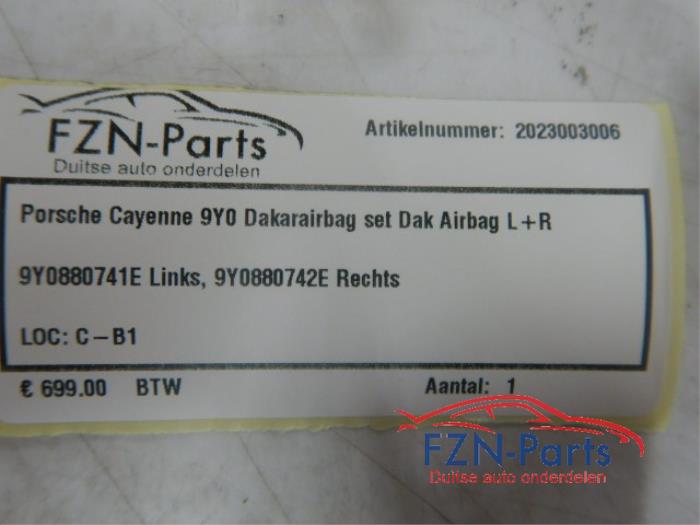 FZN-Parts
Duitse auto onderdelen
Artikelnummer: 2023003006
Porsche Cayenne 9Y0 Dakarairbag set Dak Airbag L+R
9Y0880741E Links, 9Y0880742E Rechts
LOC: C-B1
€ 699.00 BTW Aantal: 1
FZN-Parts
Duitse auto onderdelen